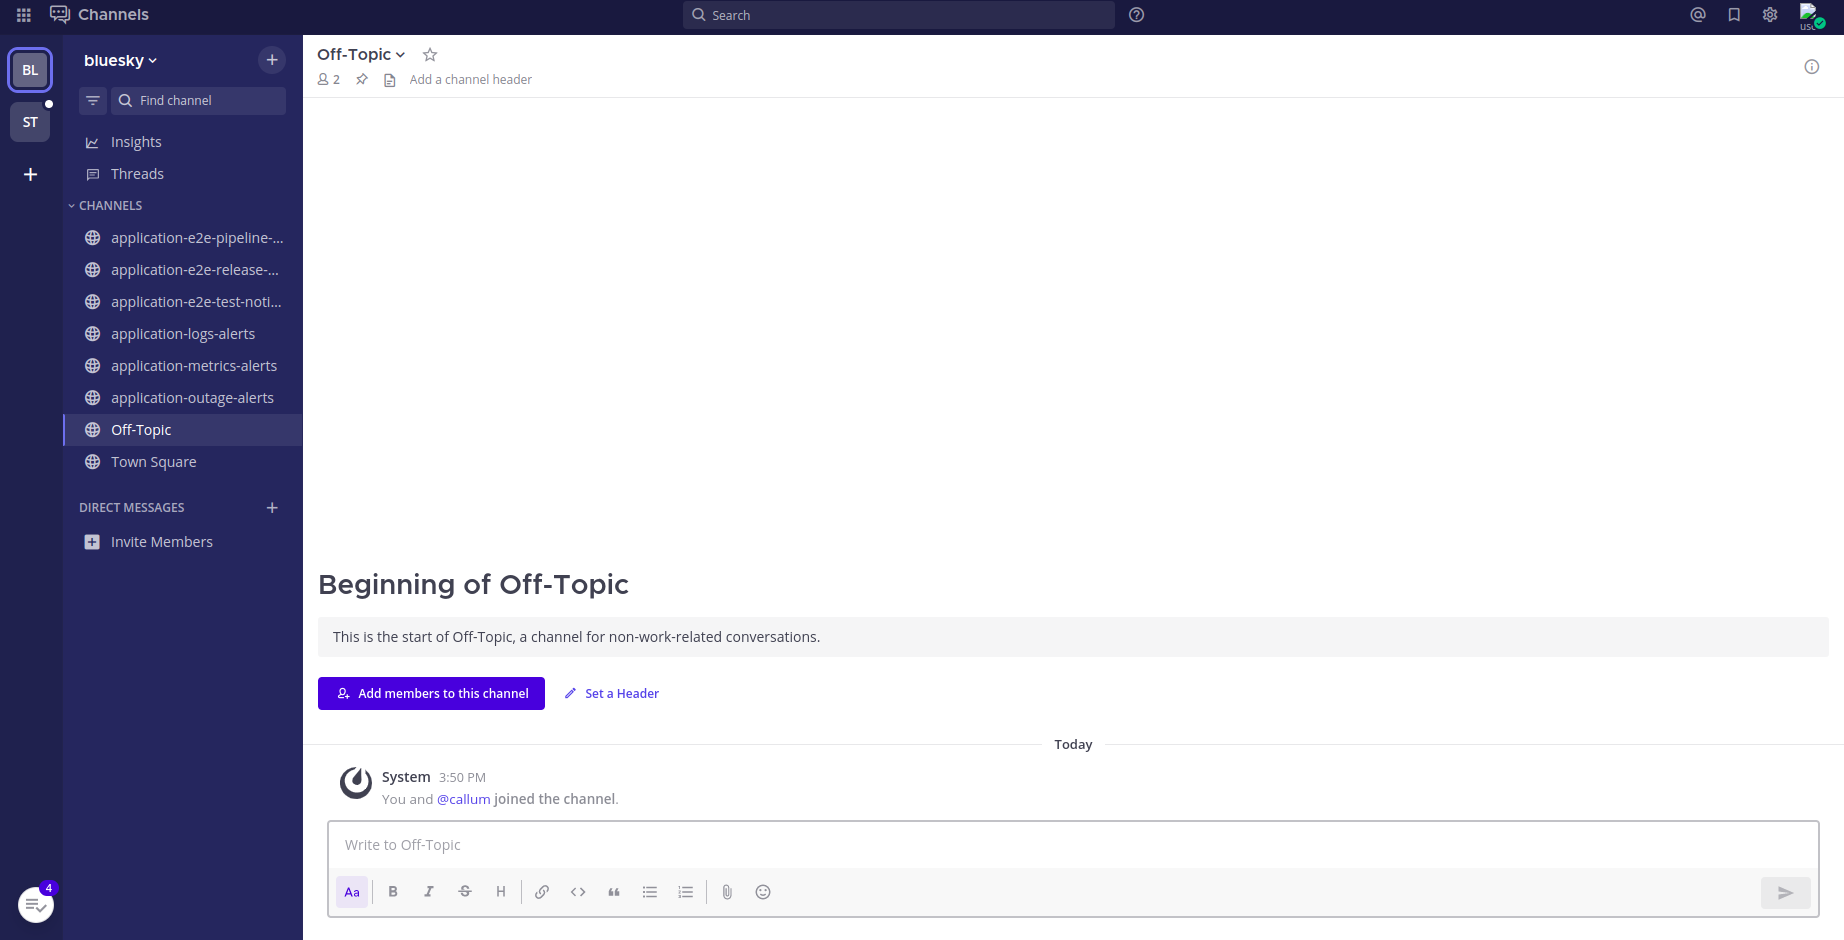 Channels
Search
use
BL
ST
bluesky
Find channel
Insights
Threads
CHANNELS
application-e2e-pipeline-...
application-e2e-release-...
application-e2e-test-noti...
application-logs-alerts
application-metrics-alerts
application-outage-alerts
Off-Topic
Town Square
DIRECT MESSAGES
Invite Members
4
Off-Topic
2
Add a channel header
Beginning of Off-Topic
This is the start of Off-Topic, a channel for non-work-related conversations.
Add members to this channel
Set a Header
Today
System 3:50 PM
You and @callum joined the channel.
Write to Off-Topic
Aa B I S H